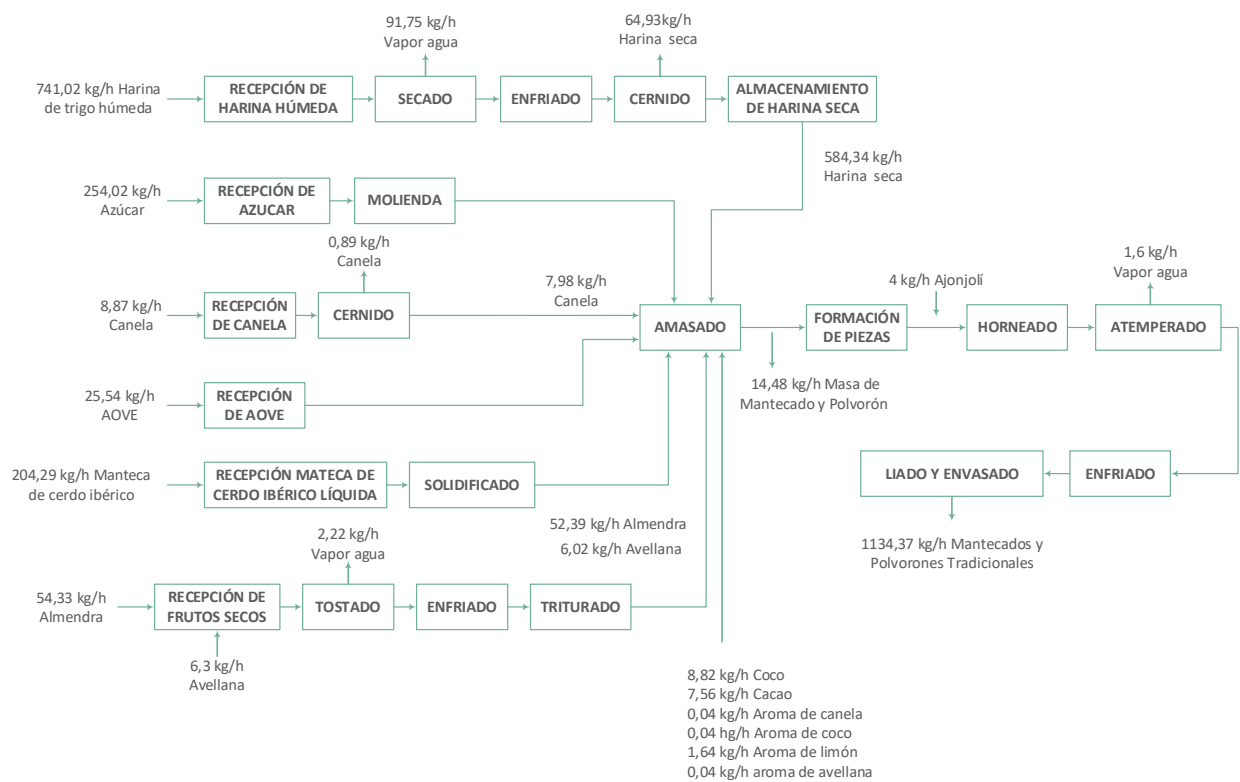 91,75 kg/h
Vapor agua
64,93kg/h
Harina seca
741,02 kg/h Harina
de trigo húmeda
RECEPCIÓN DE
HARINA HÚMEDA
SECADO
ENFRIADO
CERNIDO
ALMACENAMIENTO
DE HARINA SECA
584,34 kg/h
Harina seca
254,02 kg/h
Azúcar
RECEPCIÓN DE
AZUCAR
MOLIENDA
0,89 kg/h
Canela
8,87 kg/h
Canela
RECEPCIÓN
DE CANELA
CERNIDO
7,98 kg/h
Canela
AMASADO
FORMACIÓN
DE PIEZAS
4 kg/h Ajonjolí
HORNEADO
1,6 kg/h
Vapor agua
ATEMPERADO
14,48 kg/h Masa de
Mantecado y Polvorón
25,54 kg/h
AOVE
RECEPCIÓN
DE AOVE
204,29 kg/h Manteca
de cerdo ibérico
RECEPCIÓN MATECA DE
CERDO IBÉRICO LÍQUIDA
SOLIDIFICADO
LIADO Y ENVASADO
ENFRIADO
1134,37 kg/h Mantecados y
Polvorones Tradicionales
52,39 kg/h Almendra
6,02 kg/h Avellana
2,22 kg/h
Vapor agua
54,33 kg/h
Almendra
RECEPCIÓN DE
FRUTOS SECOS
TOSTADO
ENFRIADO
TRITURADO
6,3 kg/h
Avellana
8,82 kg/h Coco
7,56 kg/h Cacao
0,04 kg/h Aroma de canela
0,04 hg/h Aroma de coco
1,64 kg/h Aroma de limón
0,04 kg/h aroma de avellana